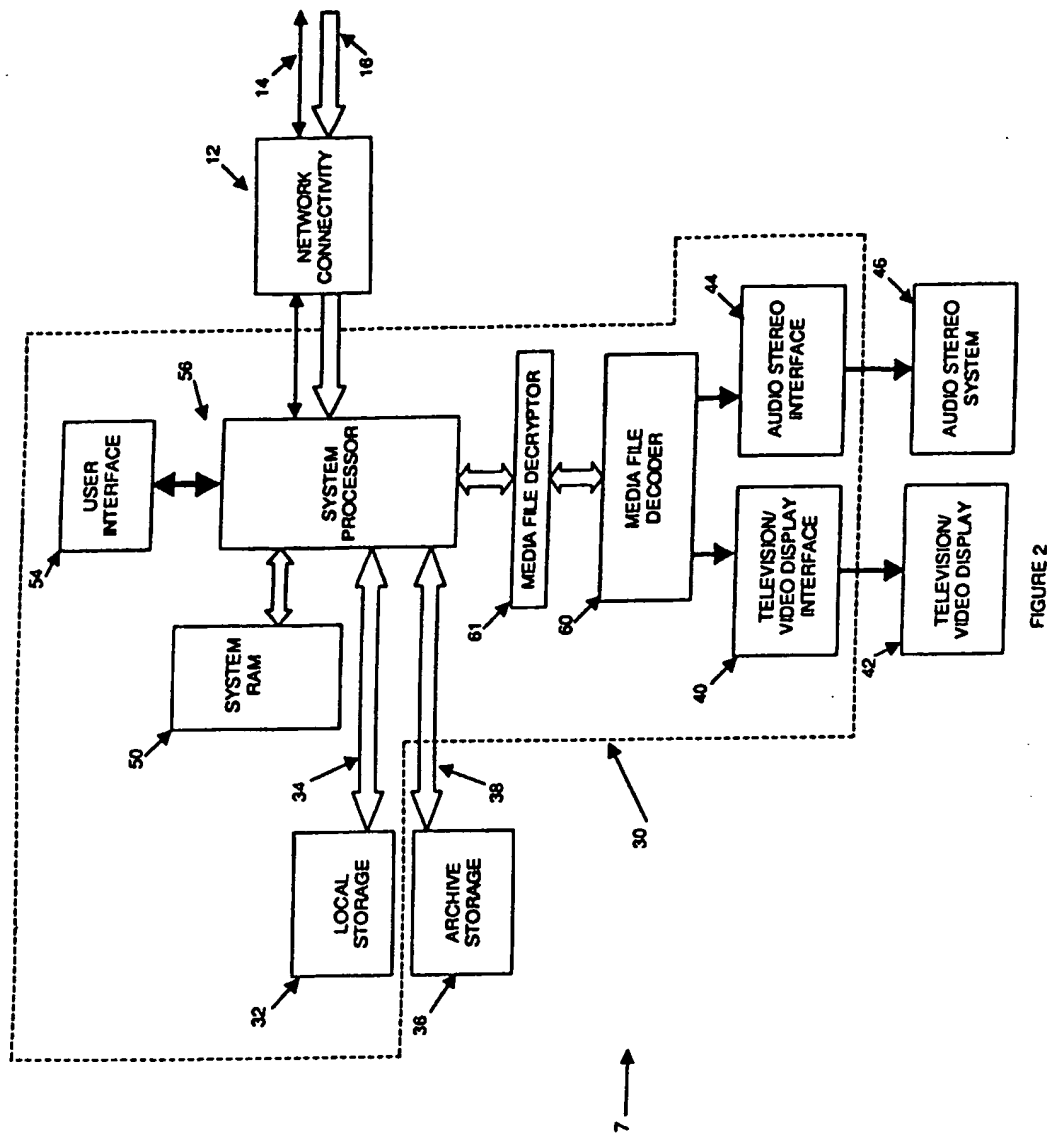 14
16
12
NETWORK
CONNECTIVITY
56
54
USER
INTERFACE
SYSTEM
PROCESSOR
SYSTEM
RAM
50
34
38
LOCAL
STORAGE
32
ARCHIVE
STORAGE
36
MEDIA FILE DECRYPTOR
61
MEDIA FILE
DECODER
60
44
AUDIO STEREO
INTERFACE
46
AUDIO STEREO
SYSTEM
TELEVISION/
VIDEO DISPLAY
INTERFACE
40
TELEVISION/
VIDEO DISPLAY
42
30
7
FIGURE 2